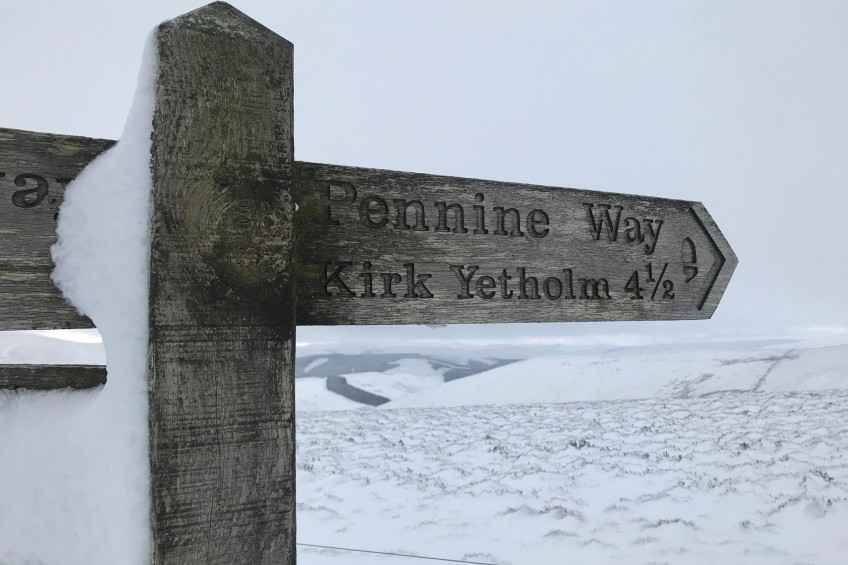 Pennine Way
Kirk Yetholm 4½